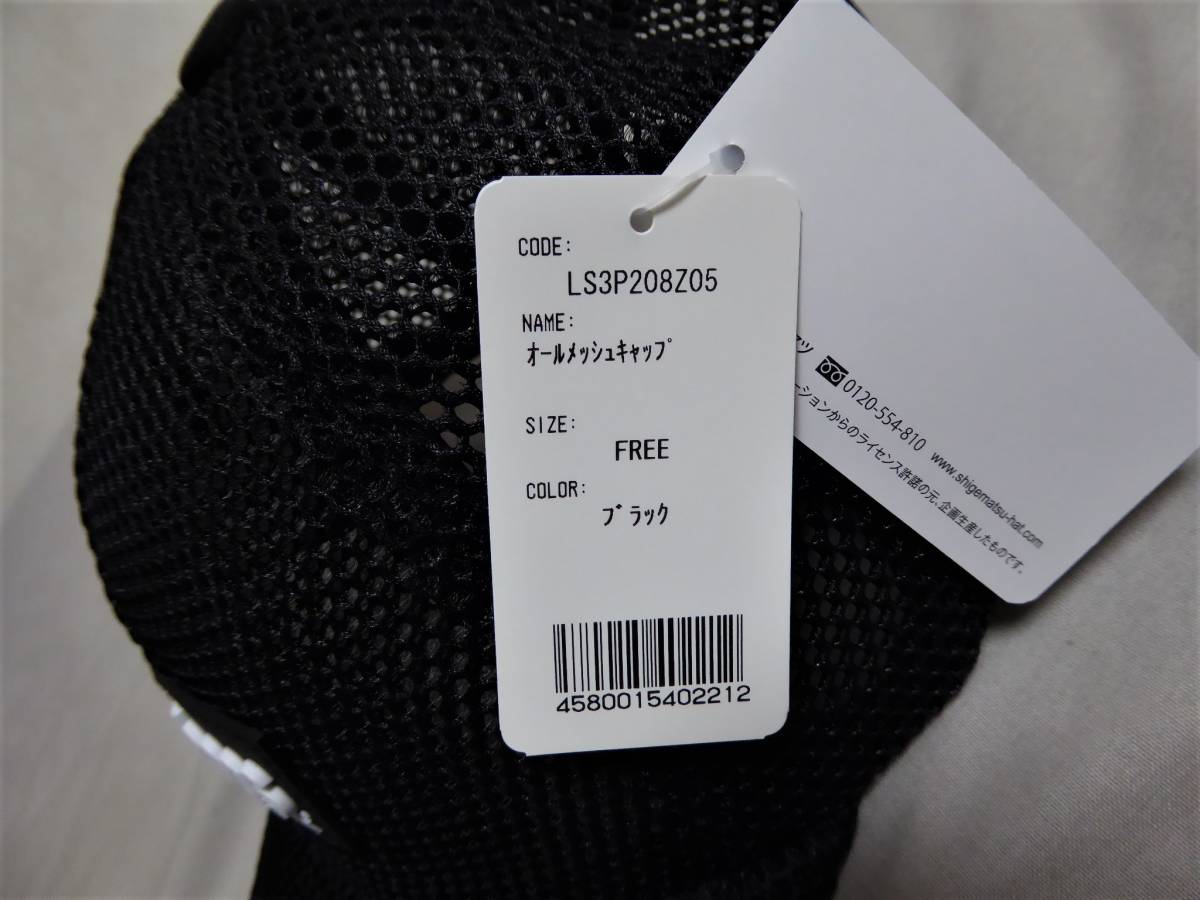 CODE:
LS3P208Z05
NAME:
オールメッシュキャップ
SIZE:
FREE
COLOR:
ブラック
4580015402212
ツ
0120-554-810 www.shigematsu-hat.com
ーションからのライセンス許諾の元、企画生産したものです。